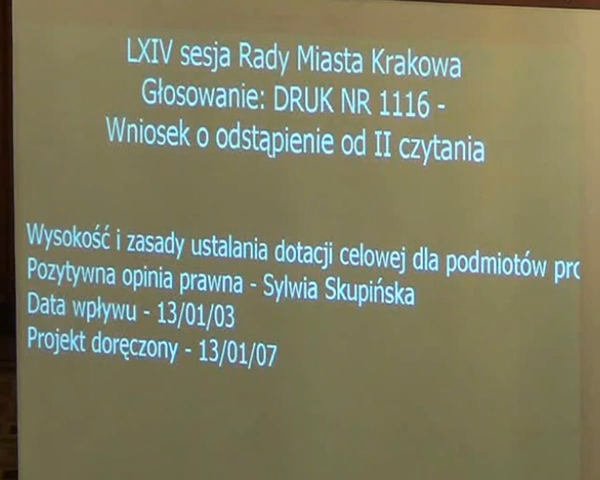 LXIV sesja Rady Miasta Krakowa
Głosowanie: DRUK NR 1116 -
Wniosek o odstąpienie od II czytania
Wysokość i zasady ustalania dotacji celowej dla podmiotów
Pozytywna opinia prawna - Sylwia Skupińska
Data wpływu - 13/01/03
Projekt doręczony - 13/01/07